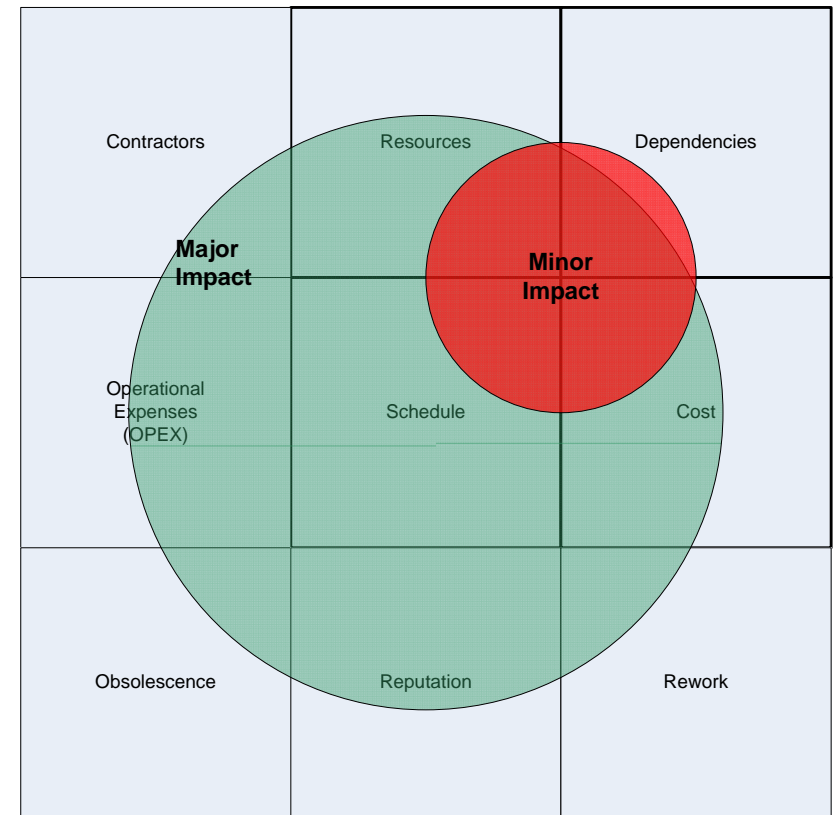 Contractors
Resources
Dependencies
Major
Impact
Minor
Impact
Operational
Expenses
(OPEX)
Schedule
Cost
Obsolescence
Reputation
Rework